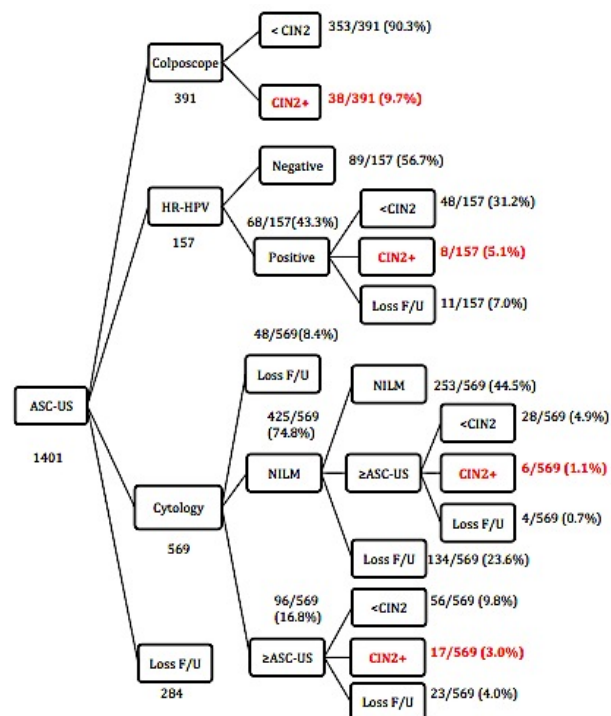 < CIN2
353/391 (90.3%)
Colposcope
391
CIN2+
38/391 (9.7%)
Negative
89/157 (56.7%)
HR-HPV
157
68/157(43.3%)
Positive
<CIN2
48/157 (31.2%)
CIN2+
8/157 (5.1%)
Loss F/U
11/157 (7.0%)
ASC-US
1401
Cytology
569
48/569(8.4%)
Loss F/U
425/569
(74.8%)
NILM
NILM
253/569 (44.5%)
≥ASC-US
<CIN2
28/569 (4.9%)
CIN2+
6/569 (1.1%)
Loss F/U
4/569 (0.7%)
Loss F/U
134/569 (23.6%)
96/569
(16.8%)
≥ASC-US
<CIN2
56/569 (9.8%)
CIN2+
17/569 (3.0%)
Loss F/U
23/569 (4.0%)
Loss F/U
284